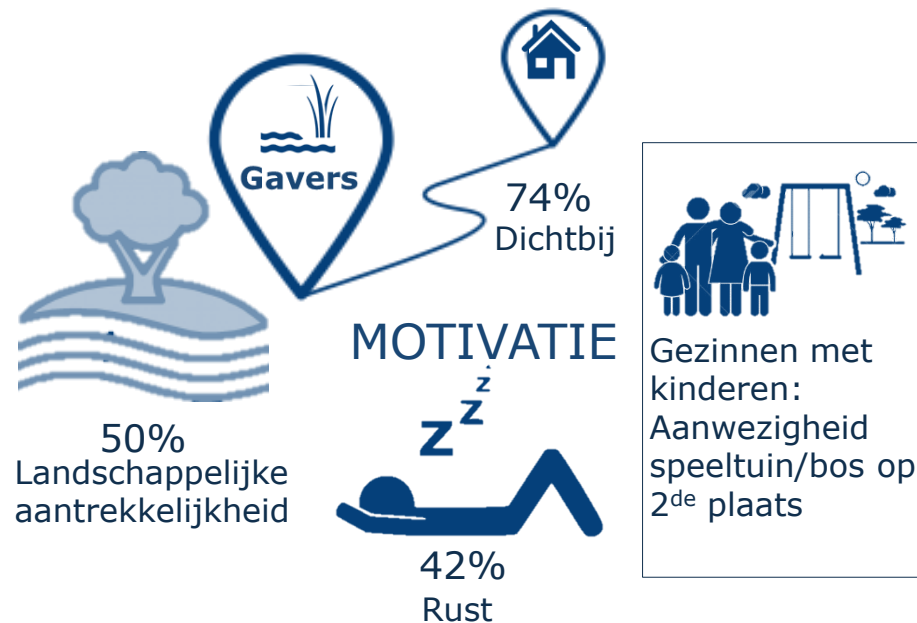 Gavers
74%
Dichtbij
MOTIVATIE
z
z
z
50%
Landschappelijke
aantrekkelijkheid
42%
Rust
Gezinnen met
kinderen:
Aanwezigheid
speeltuin/bos op
2de plaats